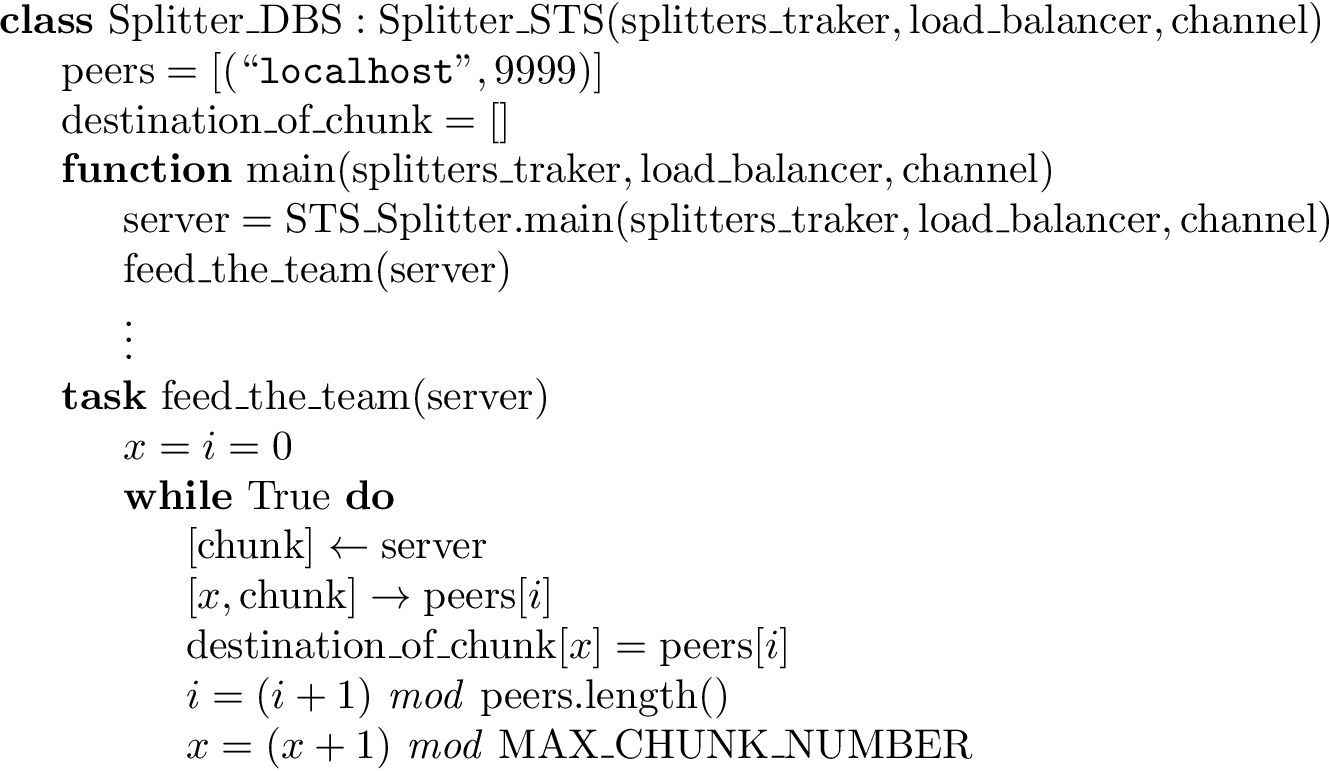 class Splitter_DBS : Splitter_STS(splitters_traker, load_balancer, channel)
peers = [(“localhost”, 9999)]
destination_of_chunk = []
function main(splitters_traker, load_balancer, channel)
server = STS_Splitter.main(splitters_traker, load_balancer, channel)
feed_the_team(server)
⋮
task feed_the_team(server)
x = i = 0
while True do
[chunk] ← server
[x, chunk] → peers[i]
destination_of_chunk[x] = peers[i]
i = (i + 1) mod peers.length()
x = (x + 1) mod MAX_CHUNK_NUMBER